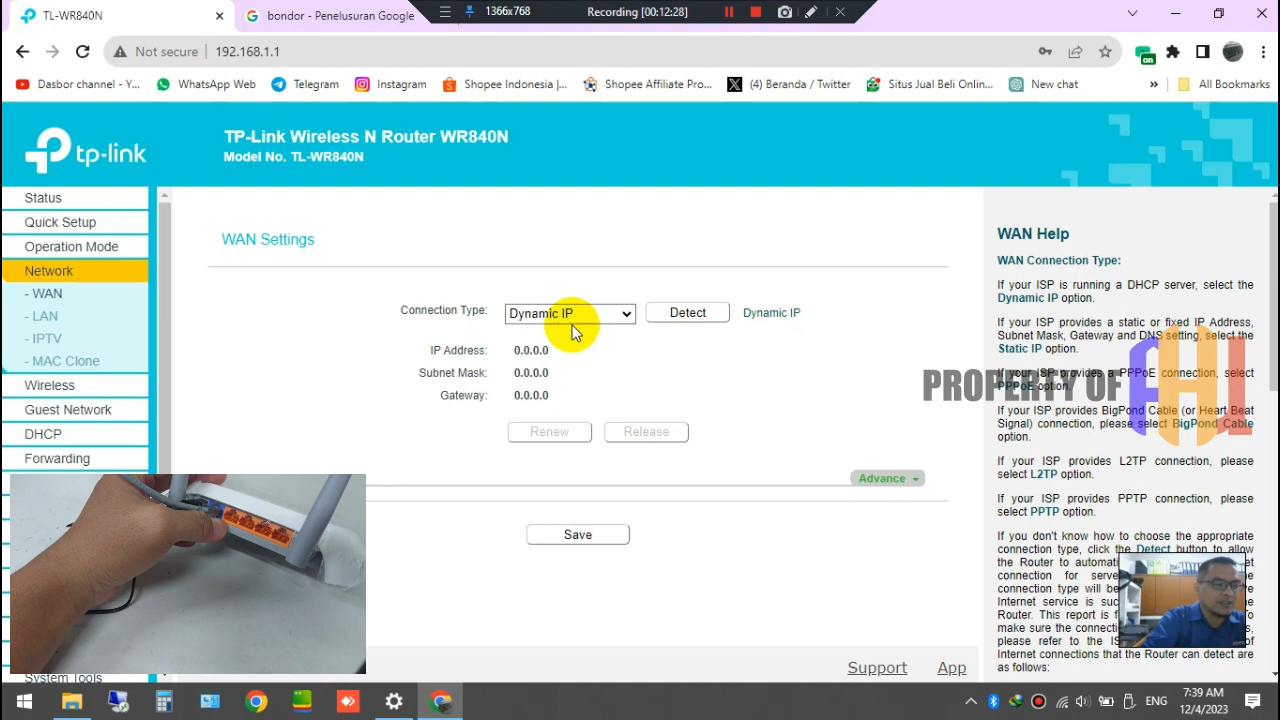 TL-WR840N
bondor - Penelusuran Google
1366x768
Recording [00:12:28]
Not secure
192.168.1.1
on
Dasbor channel - Y...
WhatsApp Web
Telegram
Instagram
Shopee Indonesia |...
Shopee Affiliate Pro...
(4) Beranda / Twitter
Situs Jual Beli Onlin...
New chat
»
All Bookmarks
tp-link
TP-Link Wireless N Router WR840N
Model No. TL-WR840N
Status
Quick Setup
Operation Mode
Network
- WAN
- LAN
- IPTV
- MAC Clone
Wireless
Guest Network
DHCP
Forwarding
System Tools
WAN Settings
Connection Type:
Dynamic IP
Detect
Dynamic IP
IP Address:
0.0.0.0
Subnet Mask:
0.0.0.0
Gateway:
0.0.0.0
Renew
Release
Advance
Save
Support
App
WAN Help
WAN Connection Type:
If your ISP is running a DHCP server, select the
Dynamic IP option.
If your ISP provides a static or fixed IP Address,
Subnet Mask, Gateway and DNS setting, select the
Static IP option.
If your ISP provides a PPPoE connection, select
PPPoE option.
If your ISP provides BigPond Cable (or Heart Beat
Signal) connection, please select BigPond Cable
option.
If your ISP provides L2TP connection, please
select L2TP option.
If your ISP provides PPTP connection, please
select PPTP option.
If you don't know how to choose the appropriate
connection type, click the Detect button to allow
the Router to automati
connection for serve
connection type will be
Internet service is suc
Router. This report is f
make sure the connecti
please refer to the IS
Internet connections that the Router can detect are
as follows:
PROPERTY OF
AHL
ENG
7:39 AM
12/4/2023